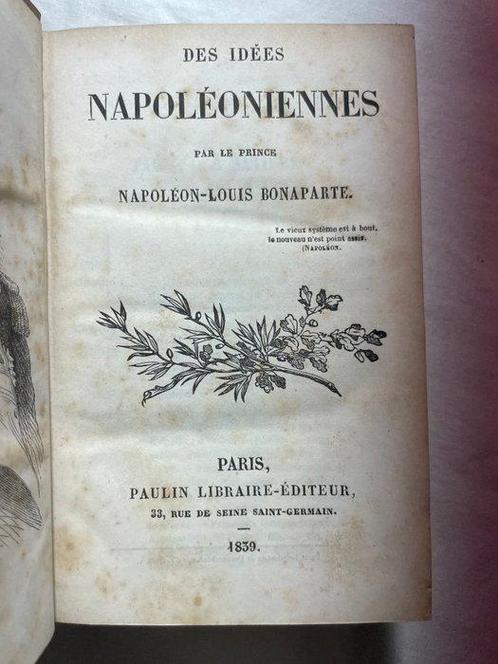 DES IDÉES
NAPOLÉONIENNES
PAR LE PRINCE
NAPOLÉON-LOUIS BONAPARTE.
Le vieux système est à bout,
le nouveau n'est point assis.
(NAPOLÉON.
PARIS,
PAULIN LIBRAIRE-ÉDITEUR,
33, RUE DE SEINE SAINT-GERMAIN.
1839.